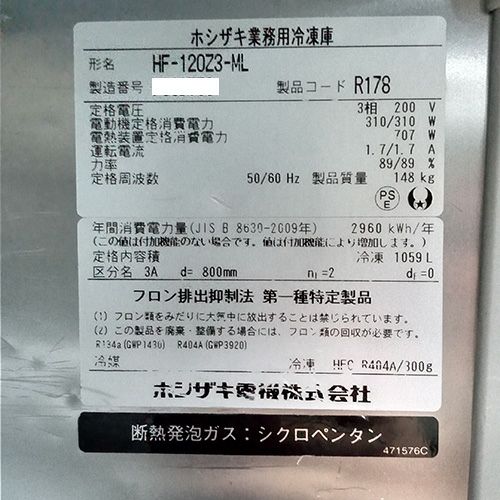 ホシザキ業務用冷凍庫
形名 HF-120Z3-ML
製造番号 製品コード R178
定格電圧 3相 200 V
電動機定格消費電力 310/310 W
電熱装置定格消費電力 707 W
運転電流 1.7/1.7 A
力率 89/89 %
定格周波数 50/60 Hz 製品質量 148 kg
PS
E
年間消費電力量(JIS B 8630-2009年) 2960 kWh/年
(この値は付加機能のない場合です。値は付加機能により増加します。)
定格内容積 冷凍 1059 L
区分名 3A d= 800mm n₁=2 d₁=0
フロン排出抑制法 第一種特定製品
(1) フロン類をみだりに大気中に放出することは禁じられています。
(2) この製品を廃棄・整備する場合には、フロン類の回収が必要です。
R134a(GWP1430) R404A(GWP3920)
冷媒 冷凍 HFC R404A/300g
ホシザキ電機株式会社
断熱発泡ガス:シクロペンタン
471576C